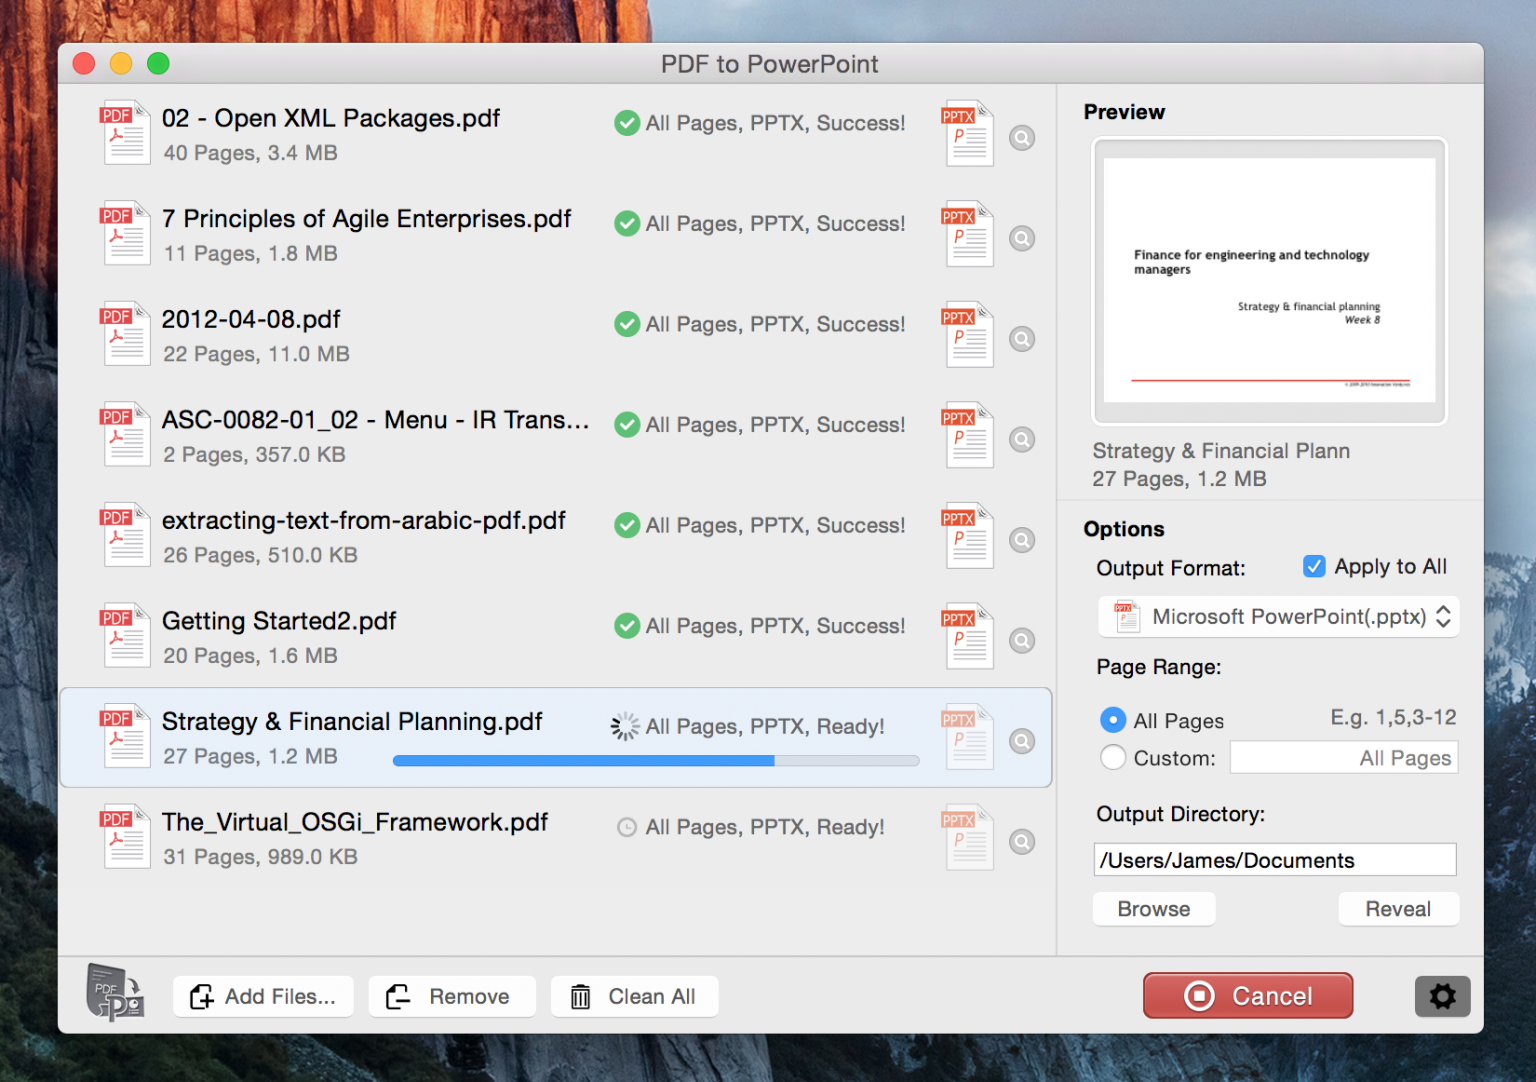 PDF to PowerPoint
PDF
02 - Open XML Packages.pdf
40 Pages, 3.4 MB
All Pages, PPTX, Success!
PPTX
P
PDF
7 Principles of Agile Enterprises.pdf
11 Pages, 1.8 MB
All Pages, PPTX, Success!
PPTX
P
PDF
2012-04-08.pdf
22 Pages, 11.0 MB
All Pages, PPTX, Success!
PPTX
P
PDF
ASC-0082-01_02 - Menu - IR Trans...
2 Pages, 357.0 KB
All Pages, PPTX, Success!
PPTX
P
PDF
extracting-text-from-arabic-pdf.pdf
26 Pages, 510.0 KB
All Pages, PPTX, Success!
PPTX
P
PDF
Getting Started2.pdf
20 Pages, 1.6 MB
All Pages, PPTX, Success!
PPTX
P
PDF
Strategy & Financial Planning.pdf
27 Pages, 1.2 MB
All Pages, PPTX, Ready!
PPTX
P
PDF
The_Virtual_OSGi_Framework.pdf
31 Pages, 989.0 KB
All Pages, PPTX, Ready!
PPTX
P
Preview
Finance for engineering and technology
managers
Strategy & financial planning
Week 8
Strategy & Financial Plann
27 Pages, 1.2 MB
Options
Output Format:
Apply to All
PPTX
P
Microsoft PowerPoint(.pptx)
Page Range:
All Pages
E.g. 1,5,3-12
Custom:
All Pages
Output Directory:
/Users/James/Documents
Browse
Reveal
PDF
P
Add Files...
Remove
Clean All
Cancel